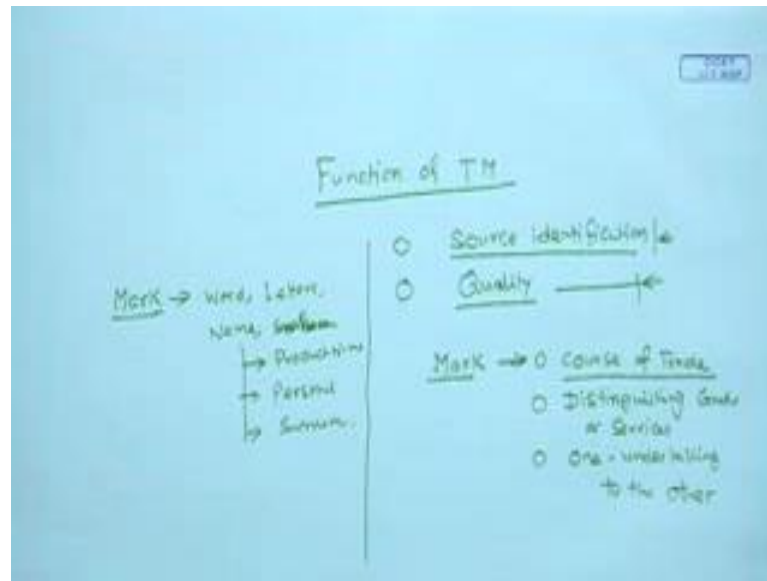 Function of TM
Mark → Word, Letters,
Name,
→ Production
→ Personal
→ Surname.
○ Source identification
○ Quality
Mark → ○ Course of Trade
○ Distinguishing Goods
or Services
○ One-undertaking
to the other